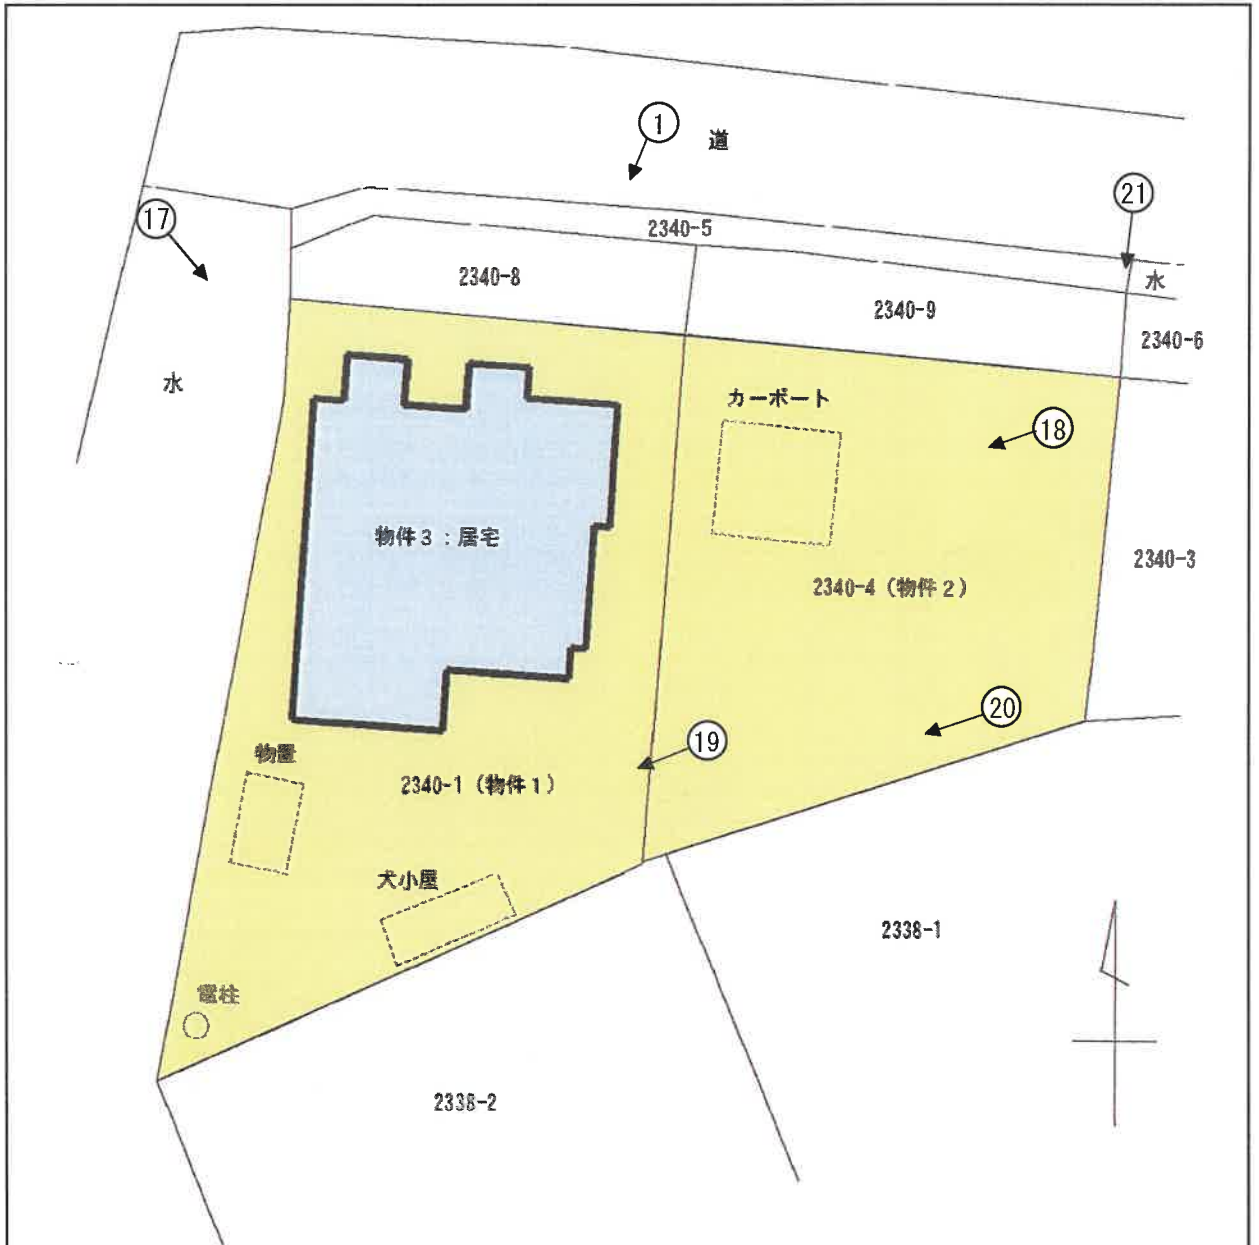 ①
道
⑰
㉑
2340-5
2340-8
水
2340-9
2340-6
水
カーポート
⑱
物件3：居宅
2340-3
2340-4（物件2）
⑳
⑲
物置
2340-1（物件1）
犬小屋
2338-1
電柱
2338-2